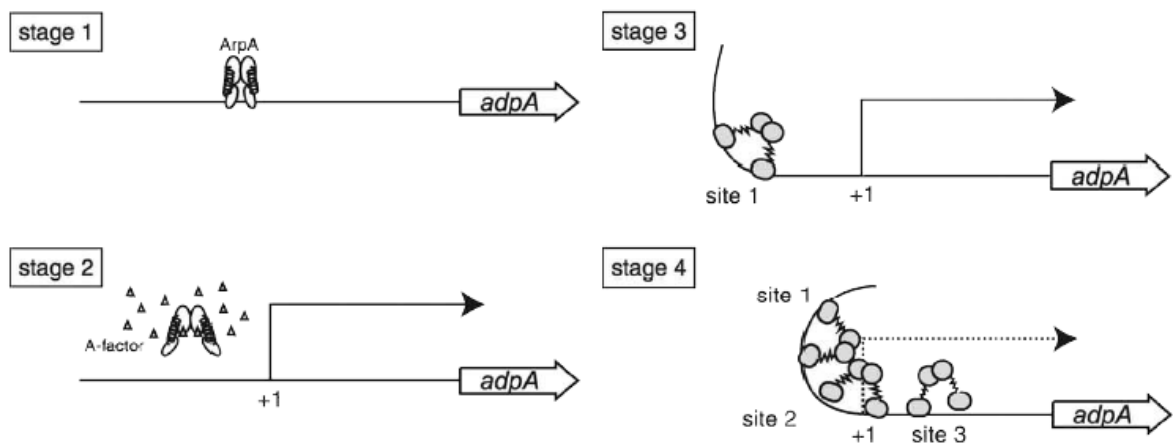 stage 1
ArpA
adpA
stage 2
A-factor
+1
adpA
stage 3
site 1
+1
adpA
stage 4
site 1
site 2
+1
site 3
adpA